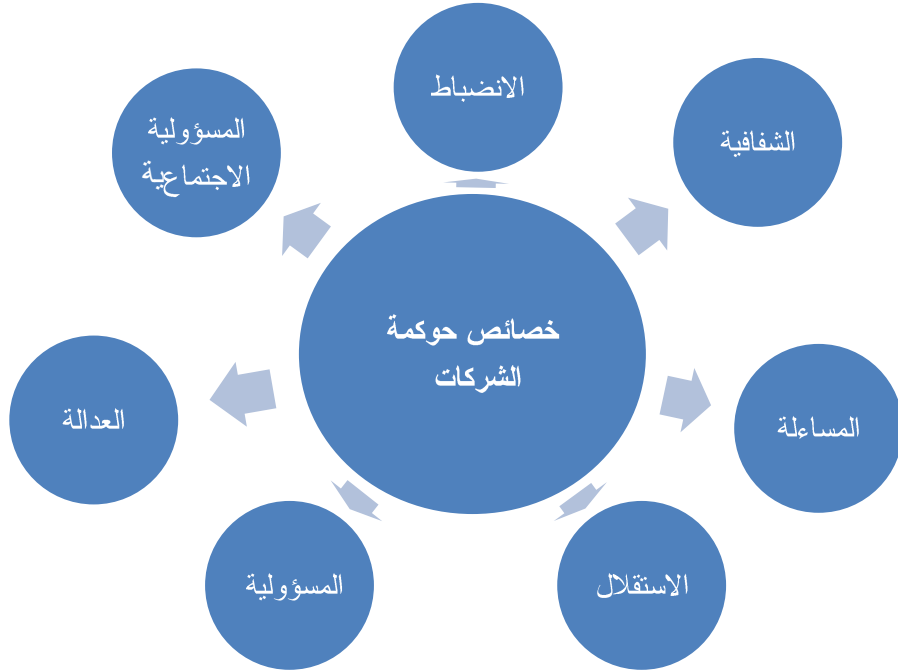 الانضباط
الشفافية
المسؤولية
الاجتماعية
خصائص حوكمة
الشركات
المساءلة
العدالة
الاستقلال
المسؤولية